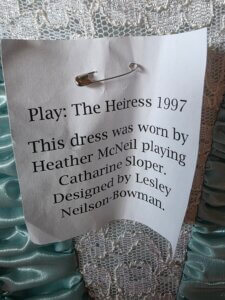 Play: The Heiress 1997
This dress was worn by
Heather McNeil playing
Catharine Sloper.
Designed by Lesley
Neilson-Bowman.